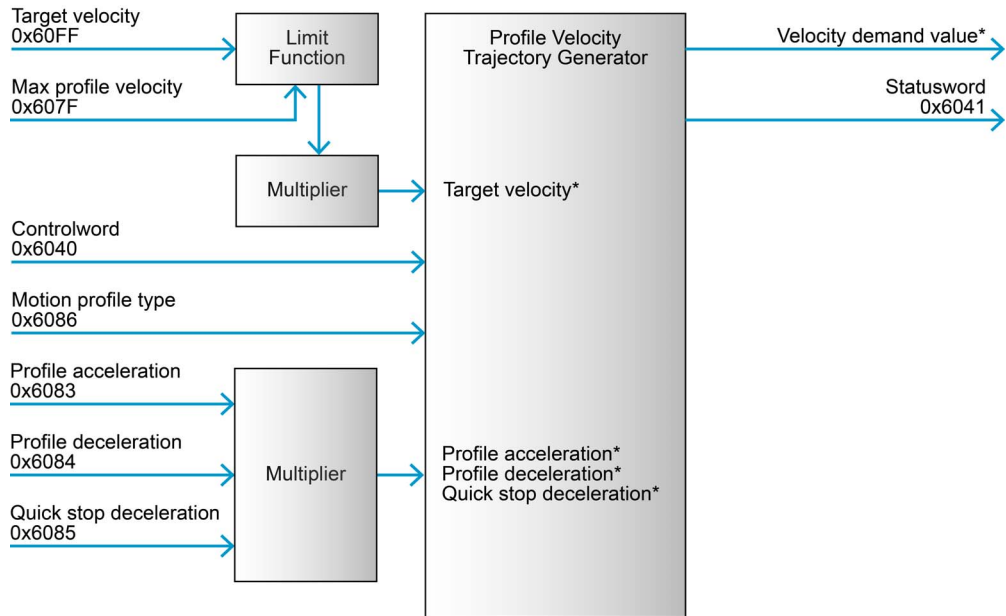 Target velocity
0x60FF
Max profile velocity
0x607F
Limit
Function
Multiplier
Controlword
0x6040
Motion profile type
0x6086
Profile acceleration
0x6083
Profile deceleration
0x6084
Quick stop deceleration
0x6085
Multiplier
Profile Velocity
Trajectory Generator
Target velocity*
Profile acceleration*
Profile deceleration*
Quick stop deceleration*
Velocity demand value*
Statusword
0x6041